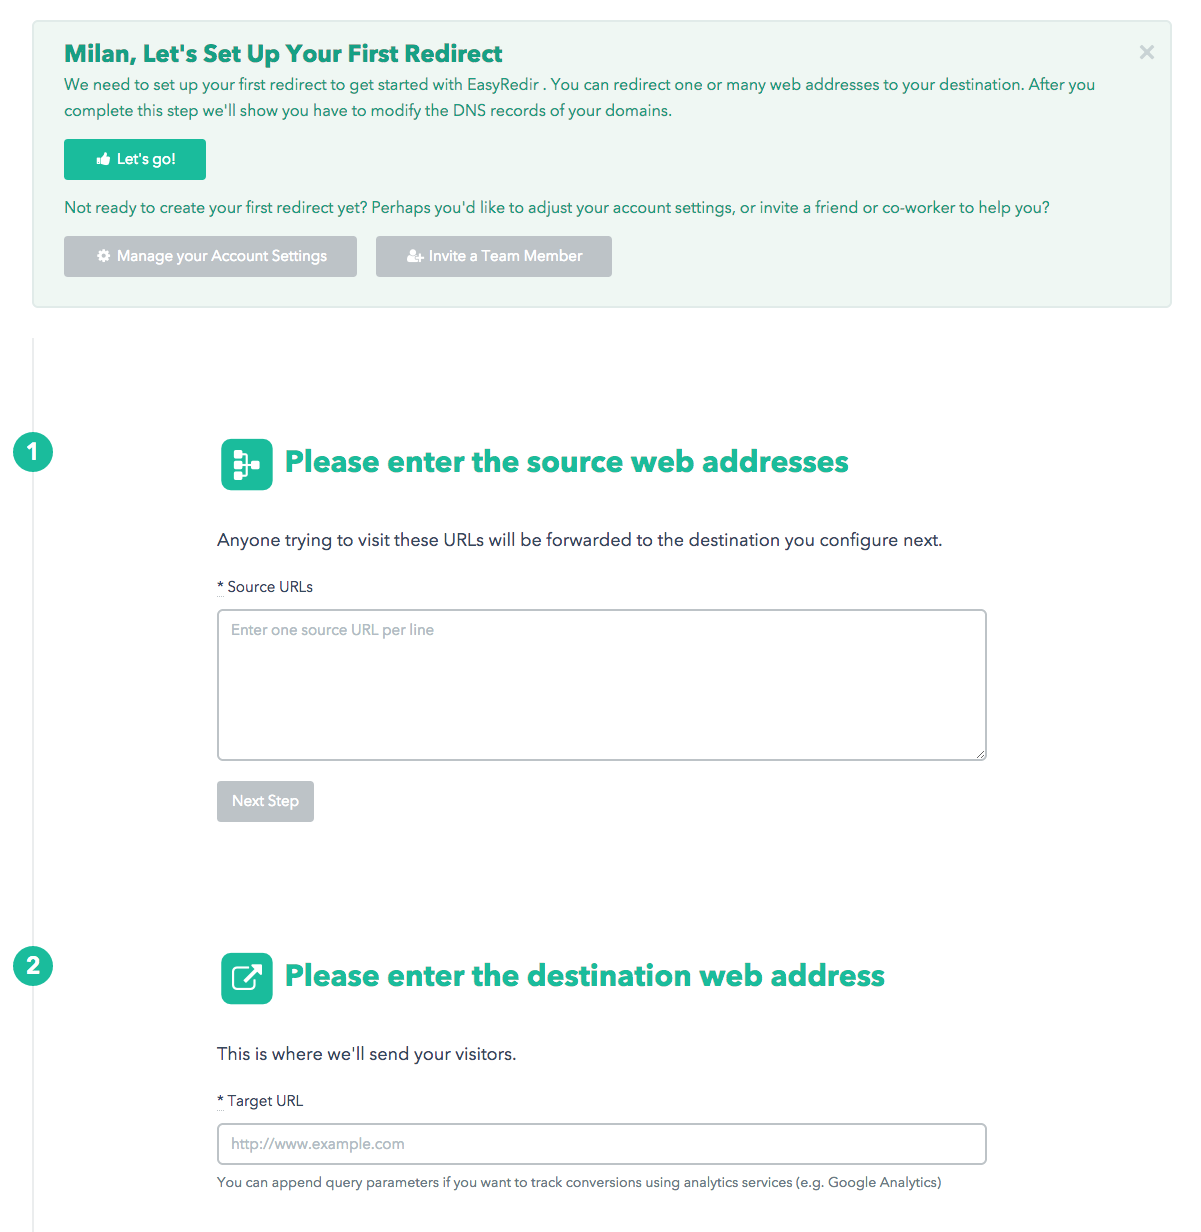 Milan, Let's Set Up Your First Redirect
×
We need to set up your first redirect to get started with EasyRedir . You can redirect one or many web addresses to your destination. After you
complete this step we'll show you have to modify the DNS records of your domains.
Let's go!
Not ready to create your first redirect yet? Perhaps you'd like to adjust your account settings, or invite a friend or co-worker to help you?
Manage your Account Settings
Invite a Team Member
1
Please enter the source web addresses
Anyone trying to visit these URLs will be forwarded to the destination you configure next.
* Source URLs
Enter one source URL per line
Next Step
2
Please enter the destination web address
This is where we'll send your visitors.
* Target URL
http://www.example.com
You can append query parameters if you want to track conversions using analytics services (e.g. Google Analytics)